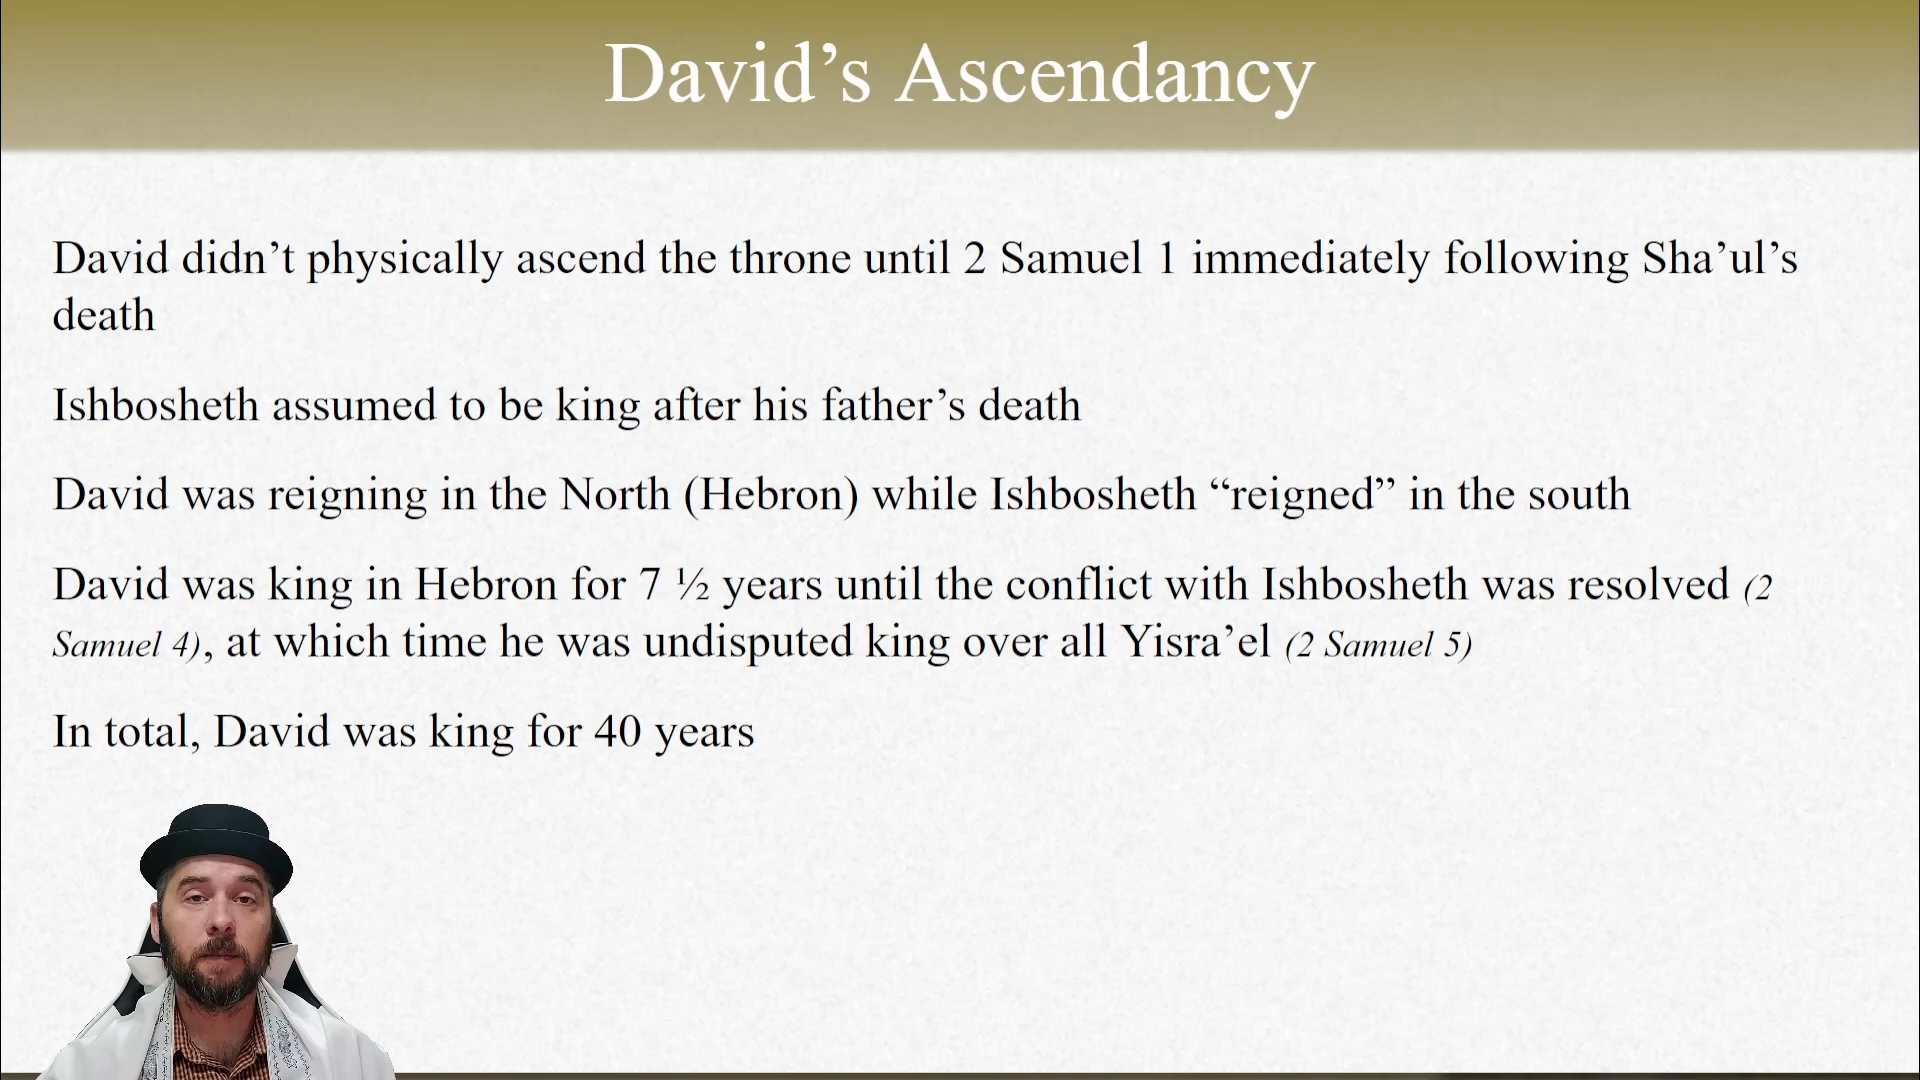 David’s Ascendancy
David didn’t physically ascend the throne until 2 Samuel 1 immediately following Sha’ul’s
death
Ishbosheth assumed to be king after his father’s death
David was reigning in the North (Hebron) while Ishbosheth “reigned” in the south
David was king in Hebron for 7 ½ years until the conflict with Ishbosheth was resolved (2
Samuel 4), at which time he was undisputed king over all Yisra’el (2 Samuel 5)
In total, David was king for 40 years